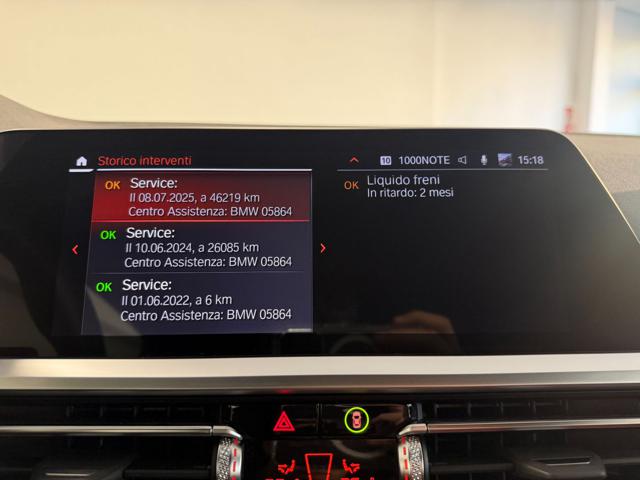 Storico interventi
10 1000NOTE 15:18
OK Service:
Il 08.07.2025, a 46219 km
Centro Assistenza: BMW 05864
OK Service:
Il 10.06.2024, a 26085 km
Centro Assistenza: BMW 05864
OK Service:
Il 01.06.2022, a 6 km
Centro Assistenza: BMW 05864
OK Liquido freni
In ritardo: 2 mesi